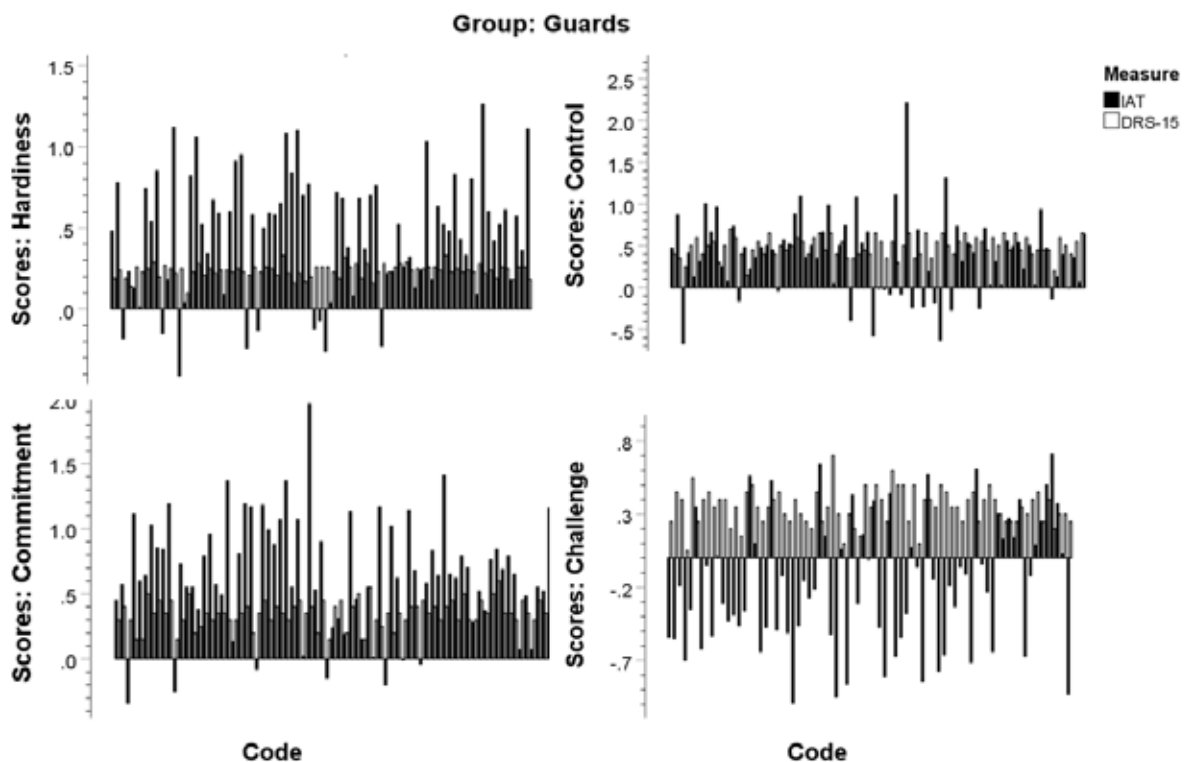 Group: Guards
Scores: Hardiness
1.5
1.0
.5
.0
Scores: Control
2.5
2.0
1.5
1.0
.5
.0
-.5
Measure
IAT
DRS-15
Scores: Commitment
2.0
1.5
1.0
.5
.0
Code
Scores: Challenge
.8
.3
-.2
-.7
Code